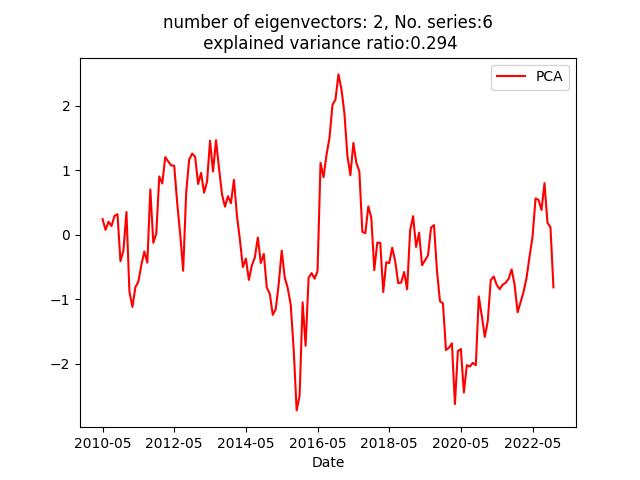 number of eigenvectors: 2, No. series:6
explained variance ratio:0.294
PCA
2
1
0
−1
−2
2010-05 2012-05 2014-05 2016-05 2018-05 2020-05 2022-05
Date